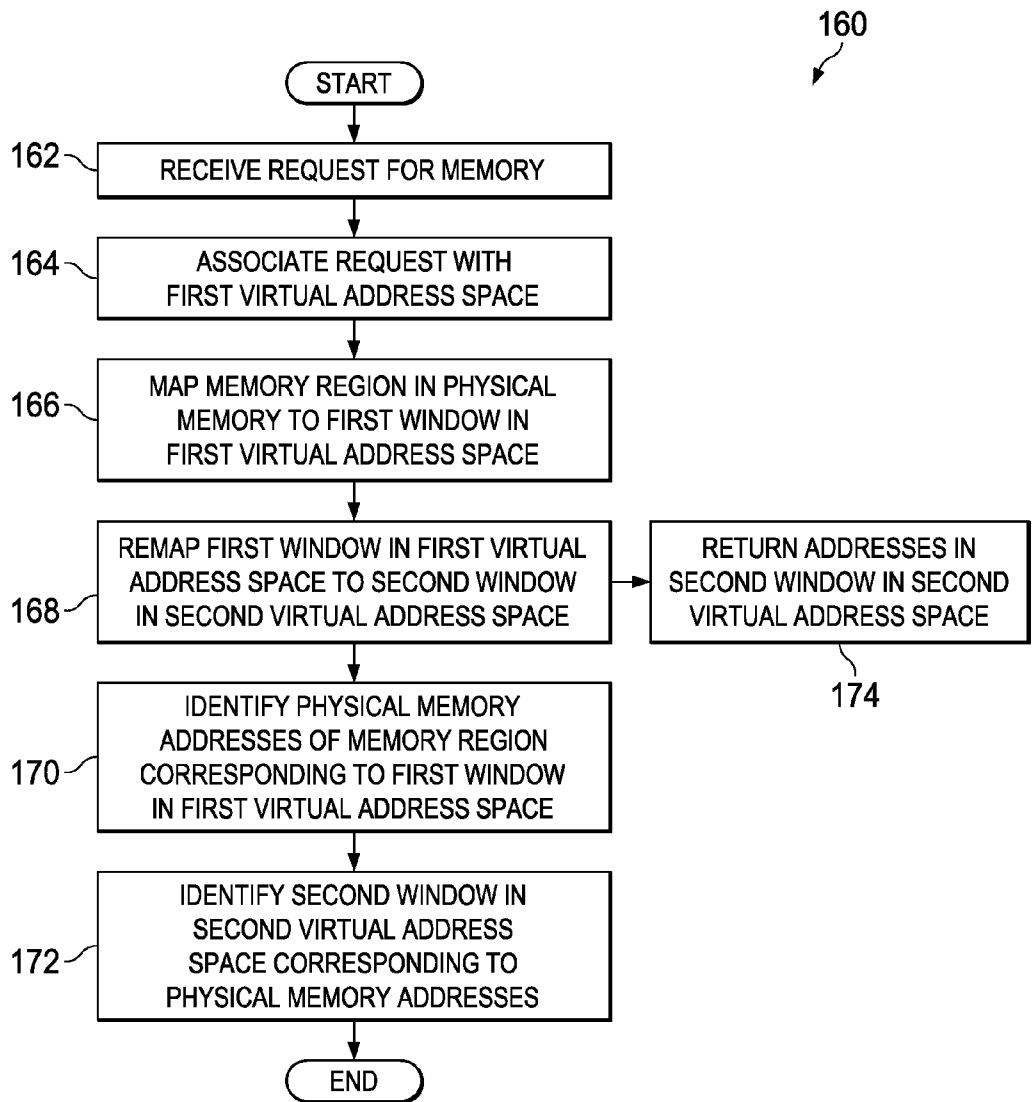 160
START
162
RECEIVE REQUEST FOR MEMORY
164
ASSOCIATE REQUEST WITH
FIRST VIRTUAL ADDRESS SPACE
166
MAP MEMORY REGION IN PHYSICAL
MEMORY TO FIRST WINDOW IN
FIRST VIRTUAL ADDRESS SPACE
168
REMAP FIRST WINDOW IN FIRST VIRTUAL
ADDRESS SPACE TO SECOND WINDOW
IN SECOND VIRTUAL ADDRESS SPACE
RETURN ADDRESSES IN
SECOND WINDOW IN SECOND
VIRTUAL ADDRESS SPACE
174
170
IDENTIFY PHYSICAL MEMORY
ADDRESSES OF MEMORY REGION
CORRESPONDING TO FIRST WINDOW
IN FIRST VIRTUAL ADDRESS SPACE
172
IDENTIFY SECOND WINDOW IN
SECOND VIRTUAL ADDRESS
SPACE CORRESPONDING TO
PHYSICAL MEMORY ADDRESSES
END